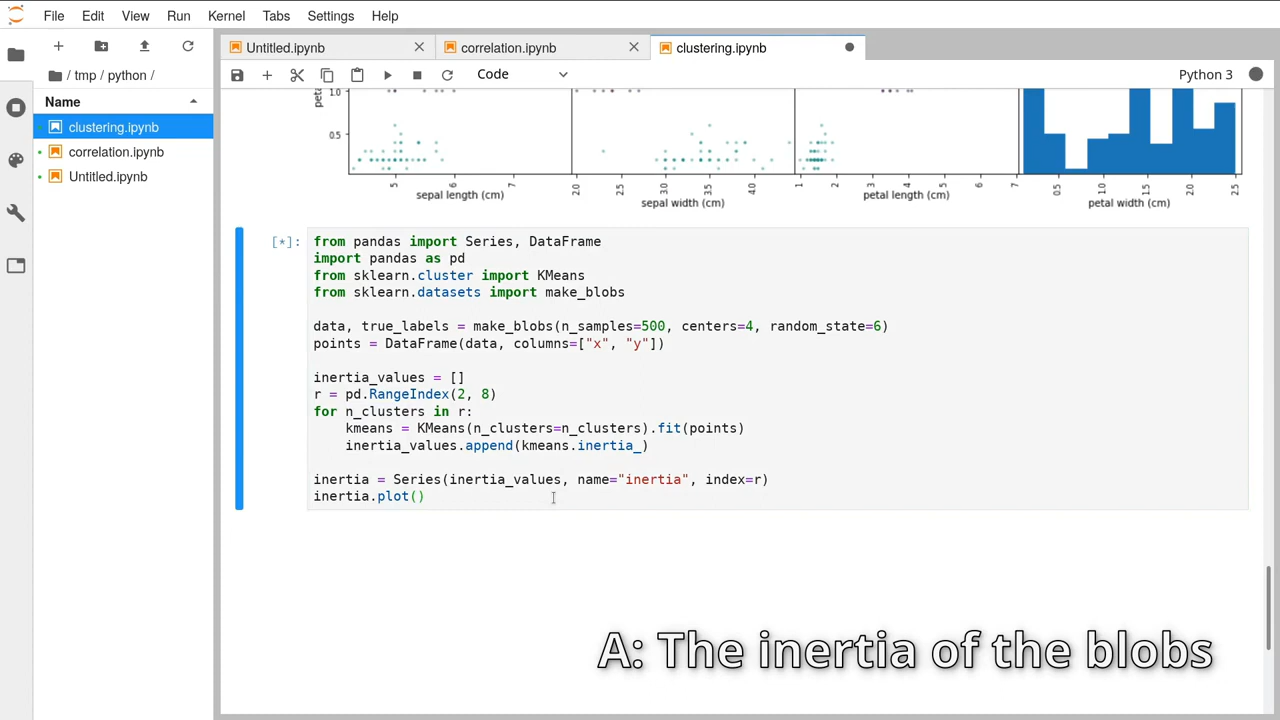 File Edit View Run Kernel Tabs Settings Help
Untitled.ipynb
correlation.ipynb
clustering.ipynb
/ tmp / python /
Code
Python 3
Name
clustering.ipynb
correlation.ipynb
Untitled.ipynb
1.0
0.5
5 6 7 2.0 2.5 3.0 3.5 4.0 1 2 3 4 5 6 7 0.5 1.0 1.5 2.0 2.5
sepal length (cm) sepal width (cm) petal length (cm) petal width (cm)
[*]:
from pandas import Series, DataFrame
import pandas as pd
from sklearn.cluster import KMeans
from sklearn.datasets import make_blobs
data, true_labels = make_blobs(n_samples=500, centers=4, random_state=6)
points = DataFrame(data, columns=["x", "y"])
inertia_values = []
r = pd.RangeIndex(2, 8)
for n_clusters in r:
    kmeans = KMeans(n_clusters=n_clusters).fit(points)
    inertia_values.append(kmeans.inertia_)
inertia = Series(inertia_values, name="inertia", index=r)
inertia.plot()
A: The inertia of the blobs